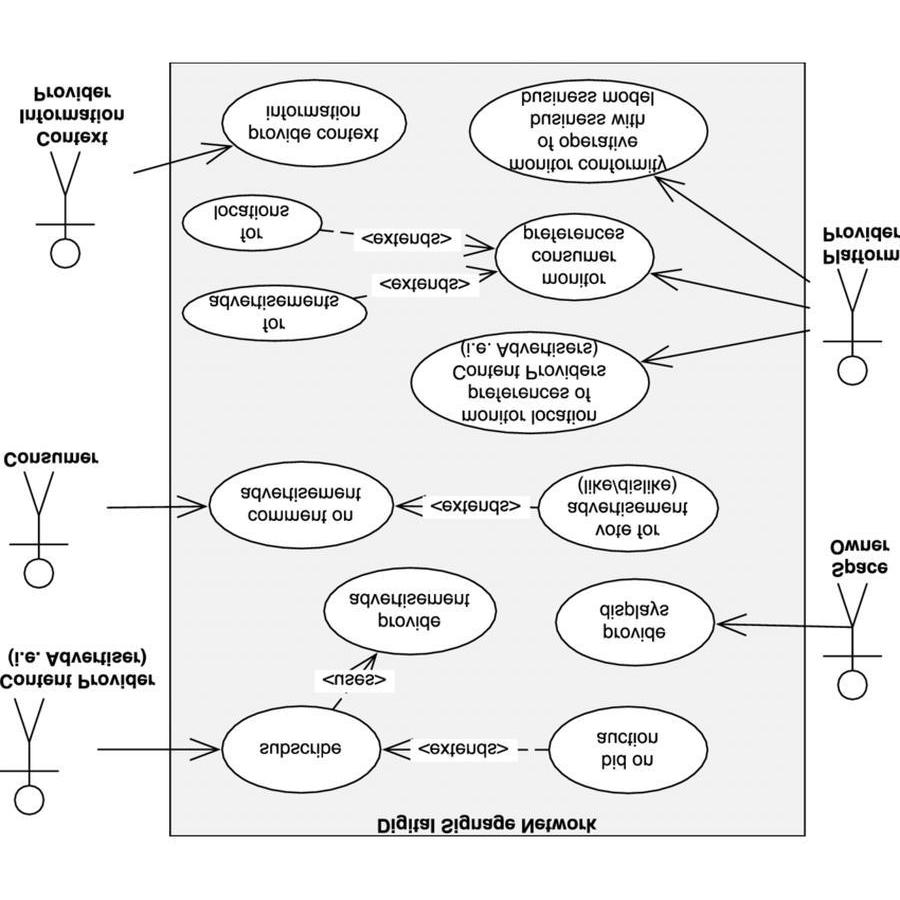 Digital Signage Network
Content Provider
(i.e. Advertiser)
subscribe
<extends>
bid on
auction
<uses>
provide
advertisement
provide
displays
Space
Owner
Consumer
comment on
advertisement
<extends>
vote for
advertisement
(like/dislike)
monitor location
preferences of
Content Providers
(i.e. Advertisers)
Platform
Provider
for
advertisements
<extends>
monitor
consumer
preferences
for
locations
<extends>
Context
Information
Provider
provide context
information
monitor conformity
of operative
business with
business model